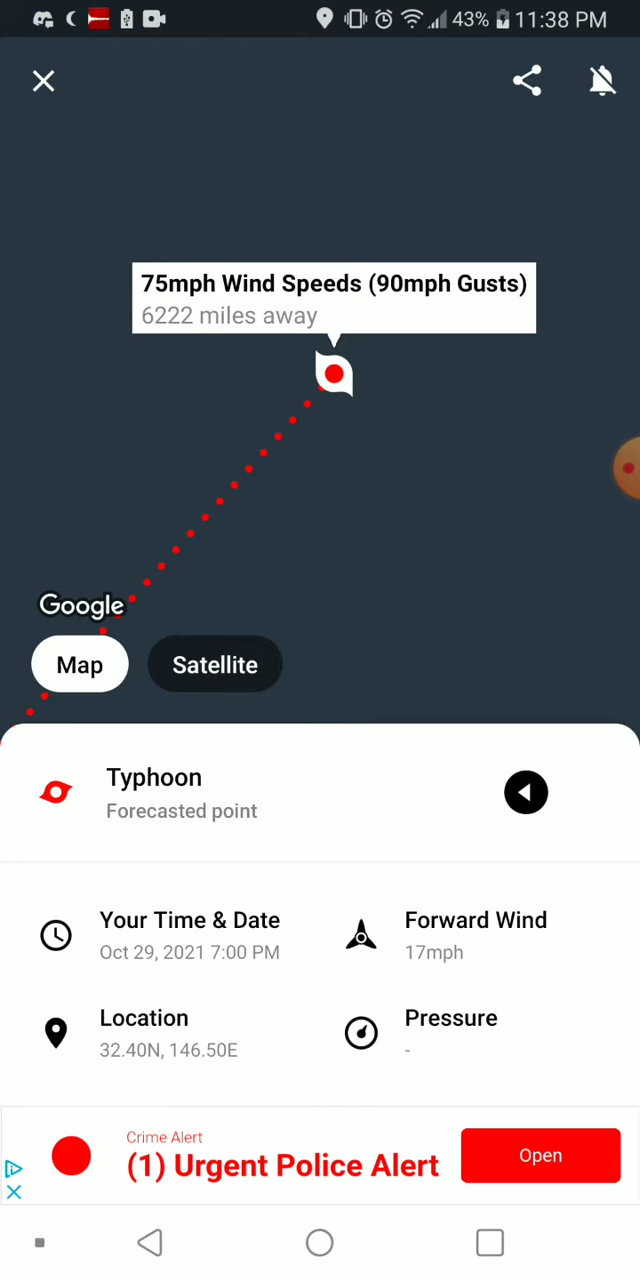 43% 11:38 PM
75mph Wind Speeds (90mph Gusts)
6222 miles away
Google
Map
Satellite
Typhoon
Forecasted point
Your Time & Date
Oct 29, 2021 7:00 PM
Forward Wind
17mph
Location
32.40N, 146.50E
Pressure
-
Crime Alert
(1) Urgent Police Alert
Open